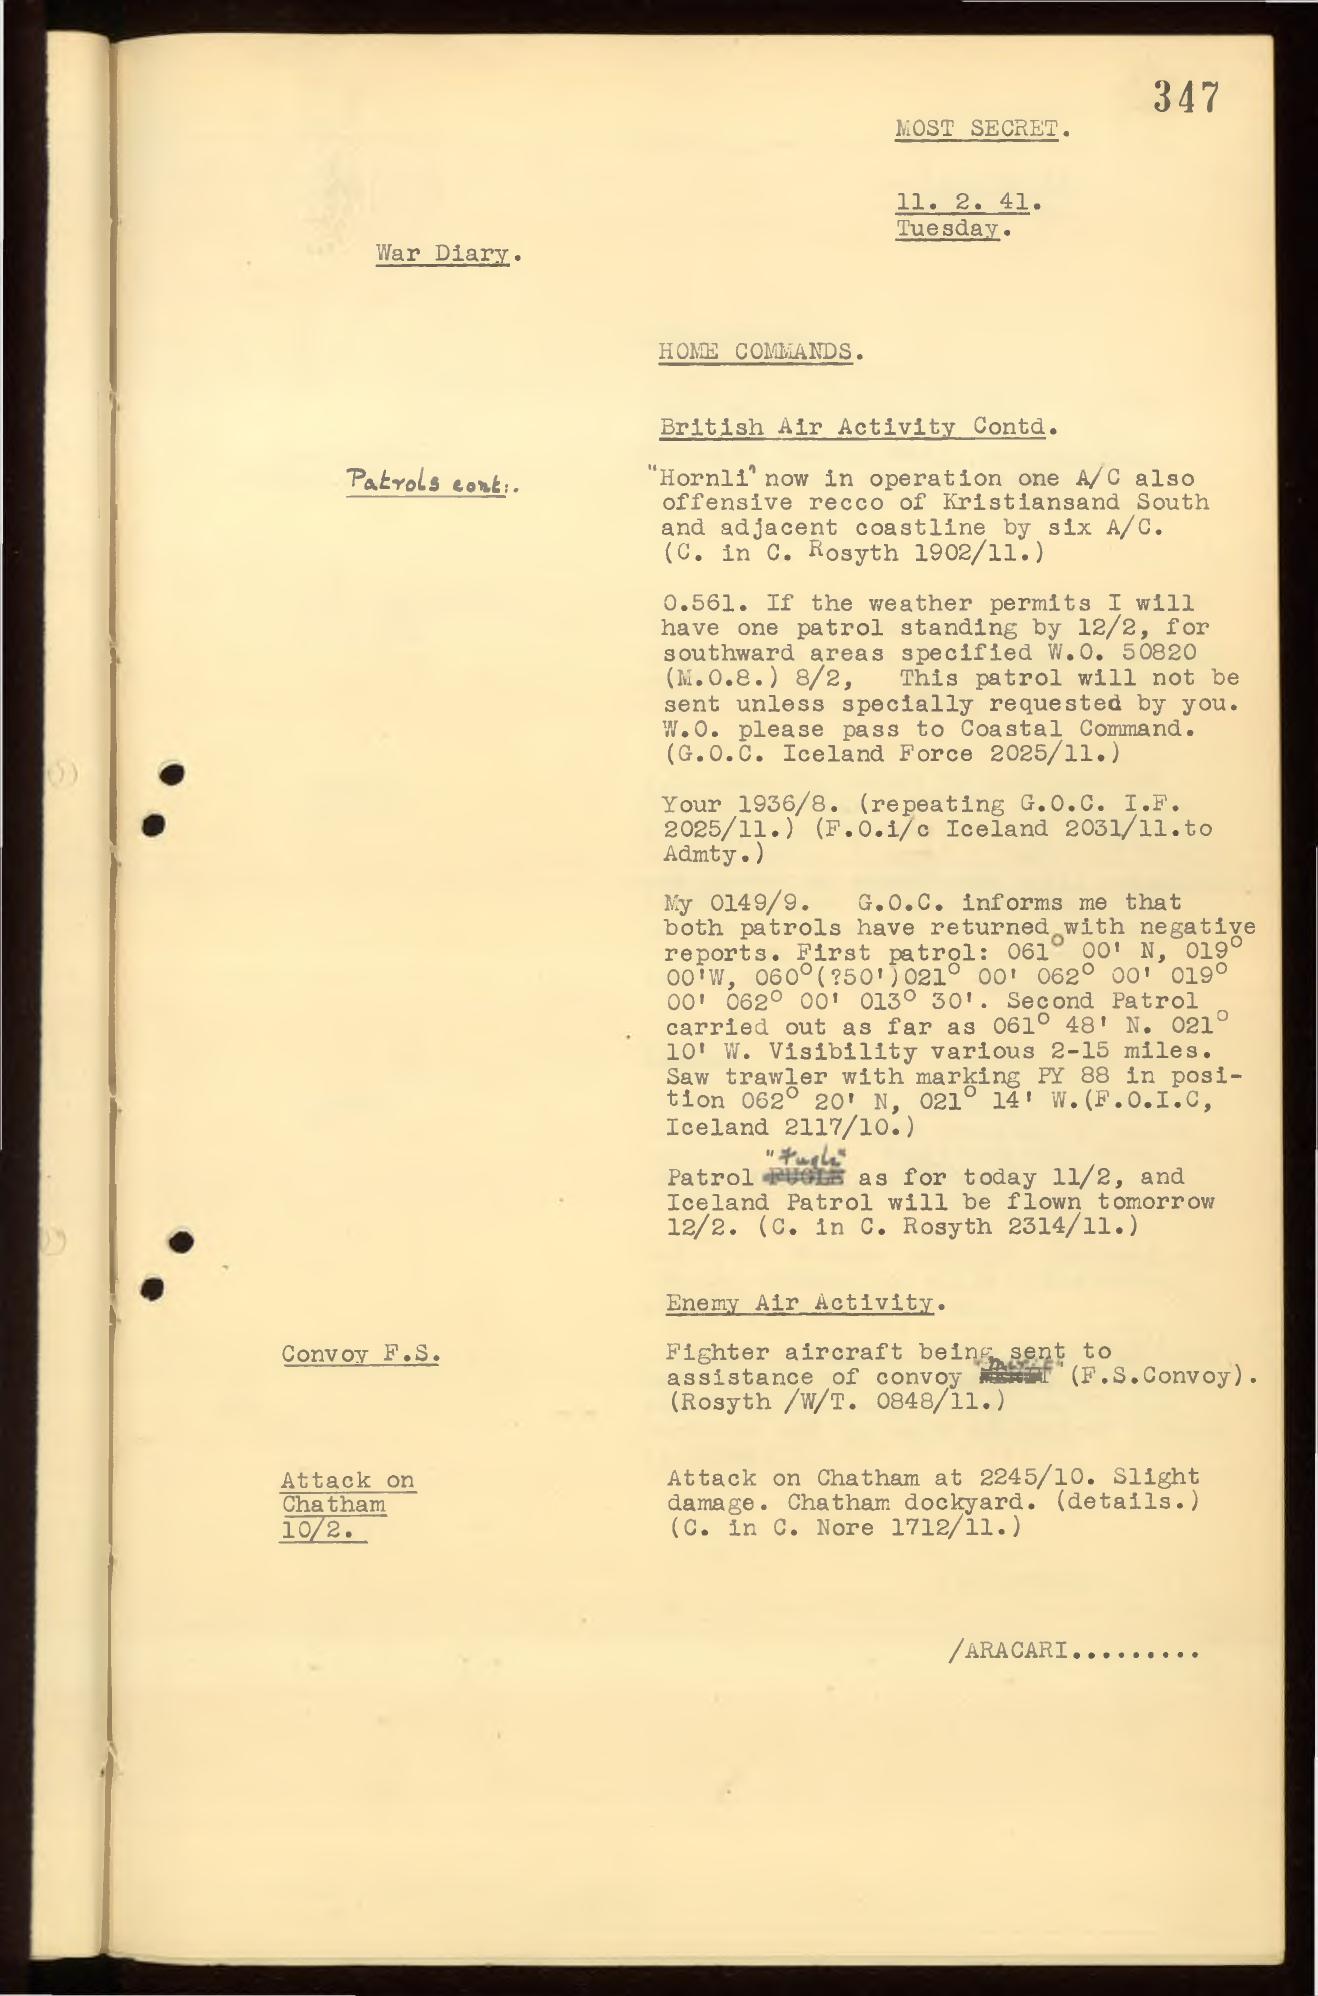 347
MOST SECRET.
11. 2. 41.
Tuesday.
War Diary.
HOME COMMANDS.
British Air Activity Contd.
Patrols cont:.
"Hornli" now in operation one A/C also
offensive recco of Kristiansand South
and adjacent coastline by six A/C.
(C. in C. Rosyth 1902/11.)
0.561. If the weather permits I will
have one patrol standing by 12/2, for
southward areas specified W.O. 50820
(M.O.8.) 8/2, This patrol will not be
sent unless specially requested by you.
W.O. please pass to Coastal Command.
(G.O.C. Iceland Force 2025/11.)
Your 1936/8. (repeating G.O.C. I.F.
2025/11.) (F.O.i/c Iceland 2031/11.to
Admty.)
My 0149/9. G.O.C. informs me that
both patrols have returned with negative
reports. First patrol: 061° 00' N, 019°
00'W, 060°(?50')021° 00' 062° 00' 019°
00' 062° 00' 013° 30'. Second Patrol
carried out as far as 061° 48' N. 021°
10' W. Visibility various 2-15 miles.
Saw trawler with marking PY 88 in posi-
tion 062° 20' N, 021° 14' W.(F.O.I.C,
Iceland 2117/10.)
"Fugle"
Patrol FUGLE as for today 11/2, and
Iceland Patrol will be flown tomorrow
12/2. (C. in C. Rosyth 2314/11.)
Enemy Air Activity.
Convoy F.S.
Fighter aircraft being sent to
assistance of convoy (F.S.Convoy).
(Rosyth /W/T. 0848/11.)
Attack on
Chatham
10/2.
Attack on Chatham at 2245/10. Slight
damage. Chatham dockyard. (details.)
(C. in C. Nore 1712/11.)
/ARACARI.........